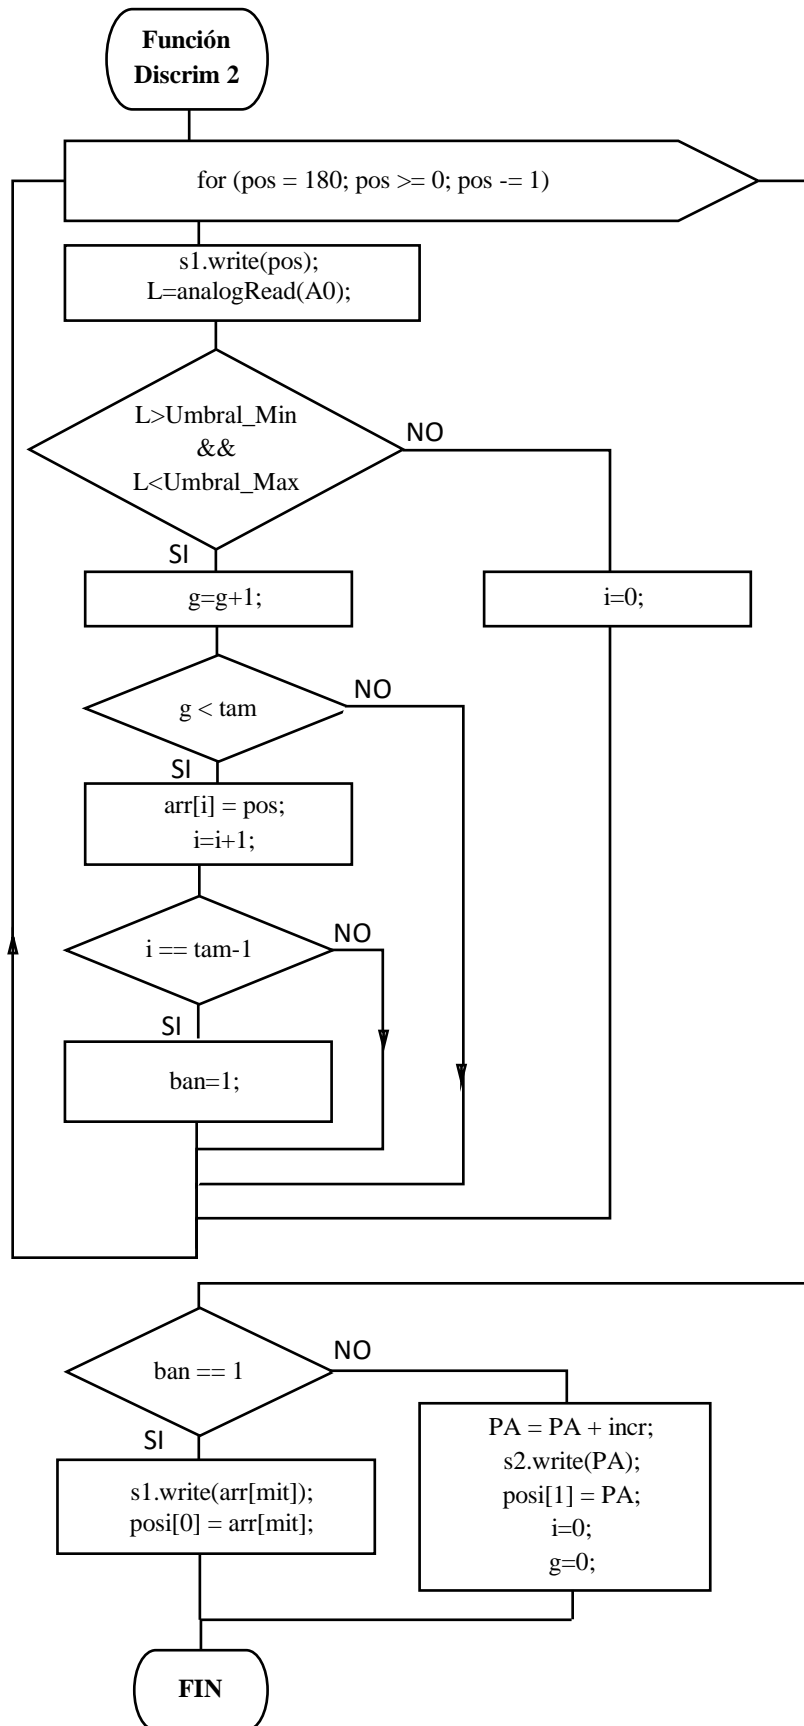 Función
Discrim 2
for (pos = 180; pos >= 0; pos -= 1)
s1.write(pos);
L=analogRead(A0);
L>Umbral_Min
&&
L<Umbral_Max
NO
SI
g=g+1;
i=0;
g < tam
NO
SI
arr[i] = pos;
i=i+1;
i == tam-1
NO
SI
ban=1;
ban == 1
NO
SI
PA = PA + incr;
s2.write(PA);
posi[1] = PA;
i=0;
g=0;
s1.write(arr[mit]);
posi[0] = arr[mit];
FIN